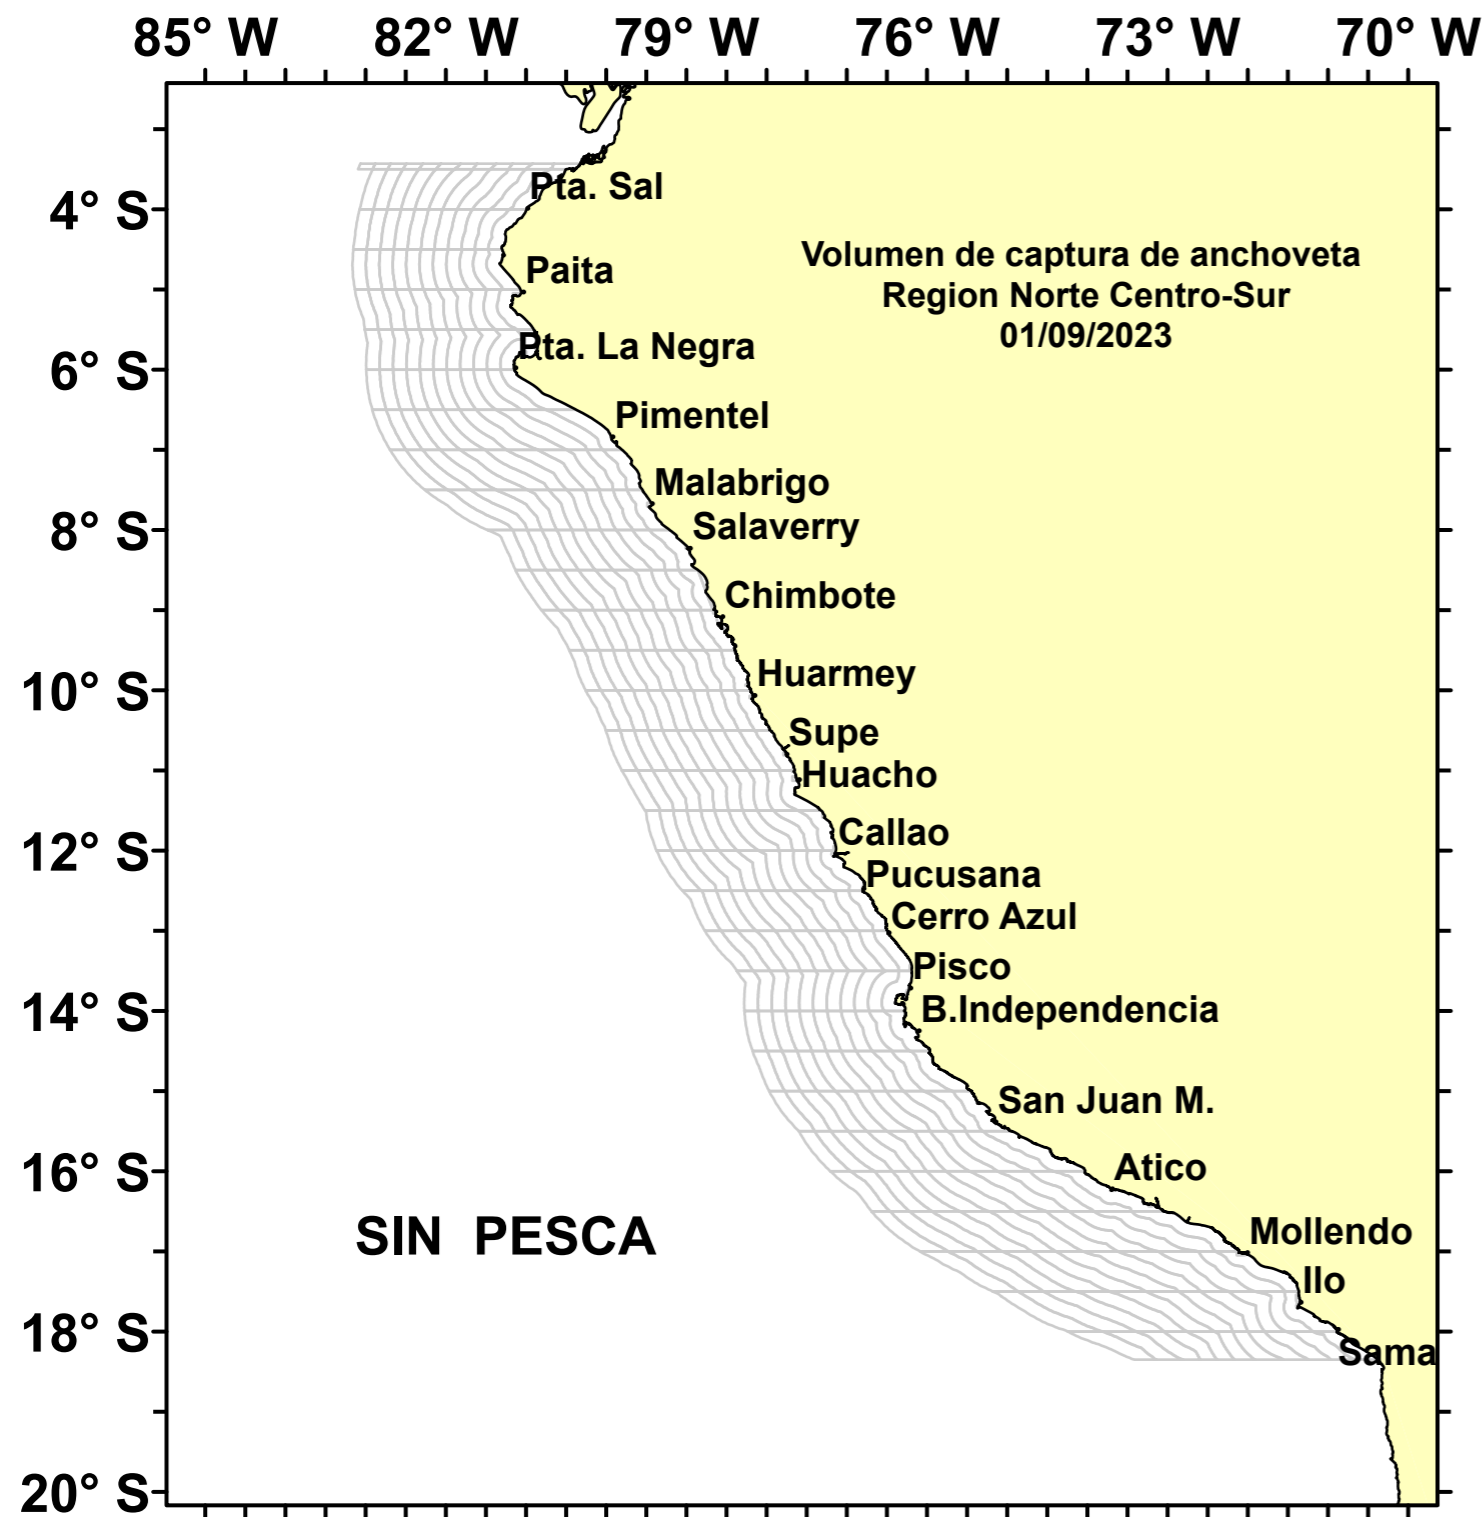 85° W 82° W 79° W 76° W 73° W 70° W
4° S
6° S
8° S
10° S
12° S
14° S
16° S
18° S
20° S
Volumen de captura de anchoveta
Region Norte Centro-Sur
01/09/2023
Pta. Sal
Paita
Pta. La Negra
Pimentel
Malabrigo
Salaverry
Chimbote
Huarmey
Supe
Huacho
Callao
Pucusana
Cerro Azul
Pisco
B.Independencia
San Juan M.
Atico
Mollendo
Ilo
Sama
SIN PESCA